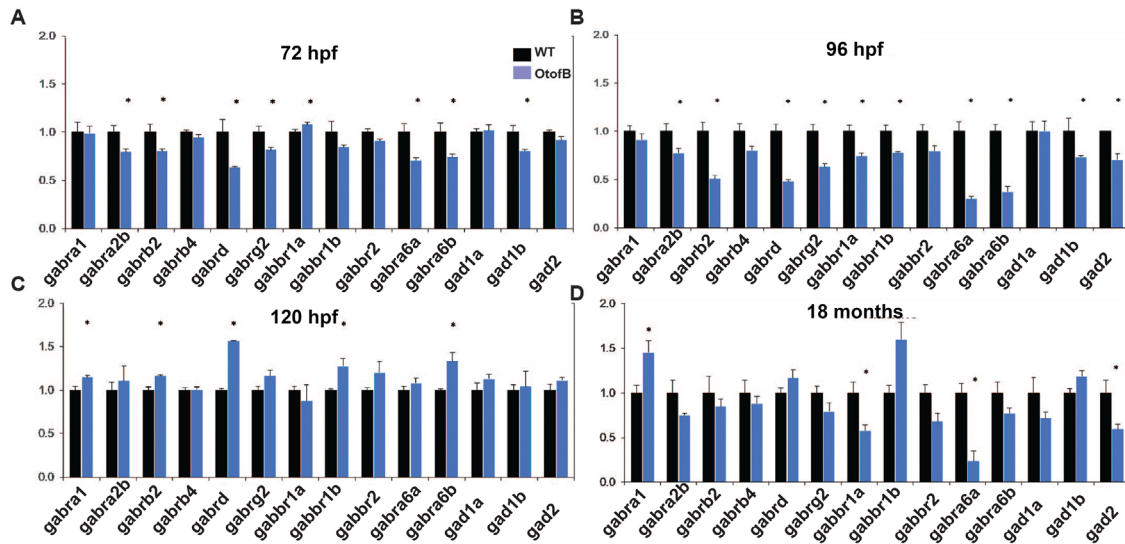 A
72 hpf
WT
OtofB
2.0
1.5
1.0
0.5
0.0
* * * * * * * *
gabra1 gabra2b gabrb2 gabrb4 gabrd gabrg2 gabbr1a gabbr1b gabbr2 gabra6a gabra6b gad1a gad1b gad2
B
96 hpf
2.0
1.5
1.0
0.5
0.0
* * * * * * * * * *
gabra1 gabra2b gabrb2 gabrb4 gabrd gabrg2 gabbr1a gabbr1b gabbr2 gabra6a gabra6b gad1a gad1b gad2
C
120 hpf
2.0
1.5
1.0
0.5
0.0
* * * * *
gabra1 gabra2b gabrb2 gabrb4 gabrd gabrg2 gabbr1a gabbr1b gabbr2 gabra6a gabra6b gad1a gad1b gad2
D
18 months
2.0
1.5
1.0
0.5
0.0
* * * *
gabra1 gabra2b gabrb2 gabrb4 gabrd gabrg2 gabbr1a gabbr1b gabbr2 gabra6a gabra6b gad1a gad1b gad2